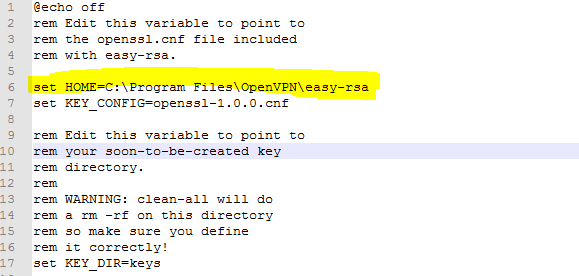 1 @echo off
2 rem Edit this variable to point to
3 rem the openssl.cnf file included
4 rem with easy-rsa.
5
6 set HOME=C:\Program Files\OpenVPN\easy-rsa
7 set KEY_CONFIG=openssl-1.0.0.cnf
8
9 rem Edit this variable to point to
10 rem your soon-to-be-created key
11 rem directory.
12 rem
13 rem WARNING: clean-all will do
14 rem a rm -rf on this directory
15 rem so make sure you define
16 rem it correctly!
17 set KEY_DIR=keys